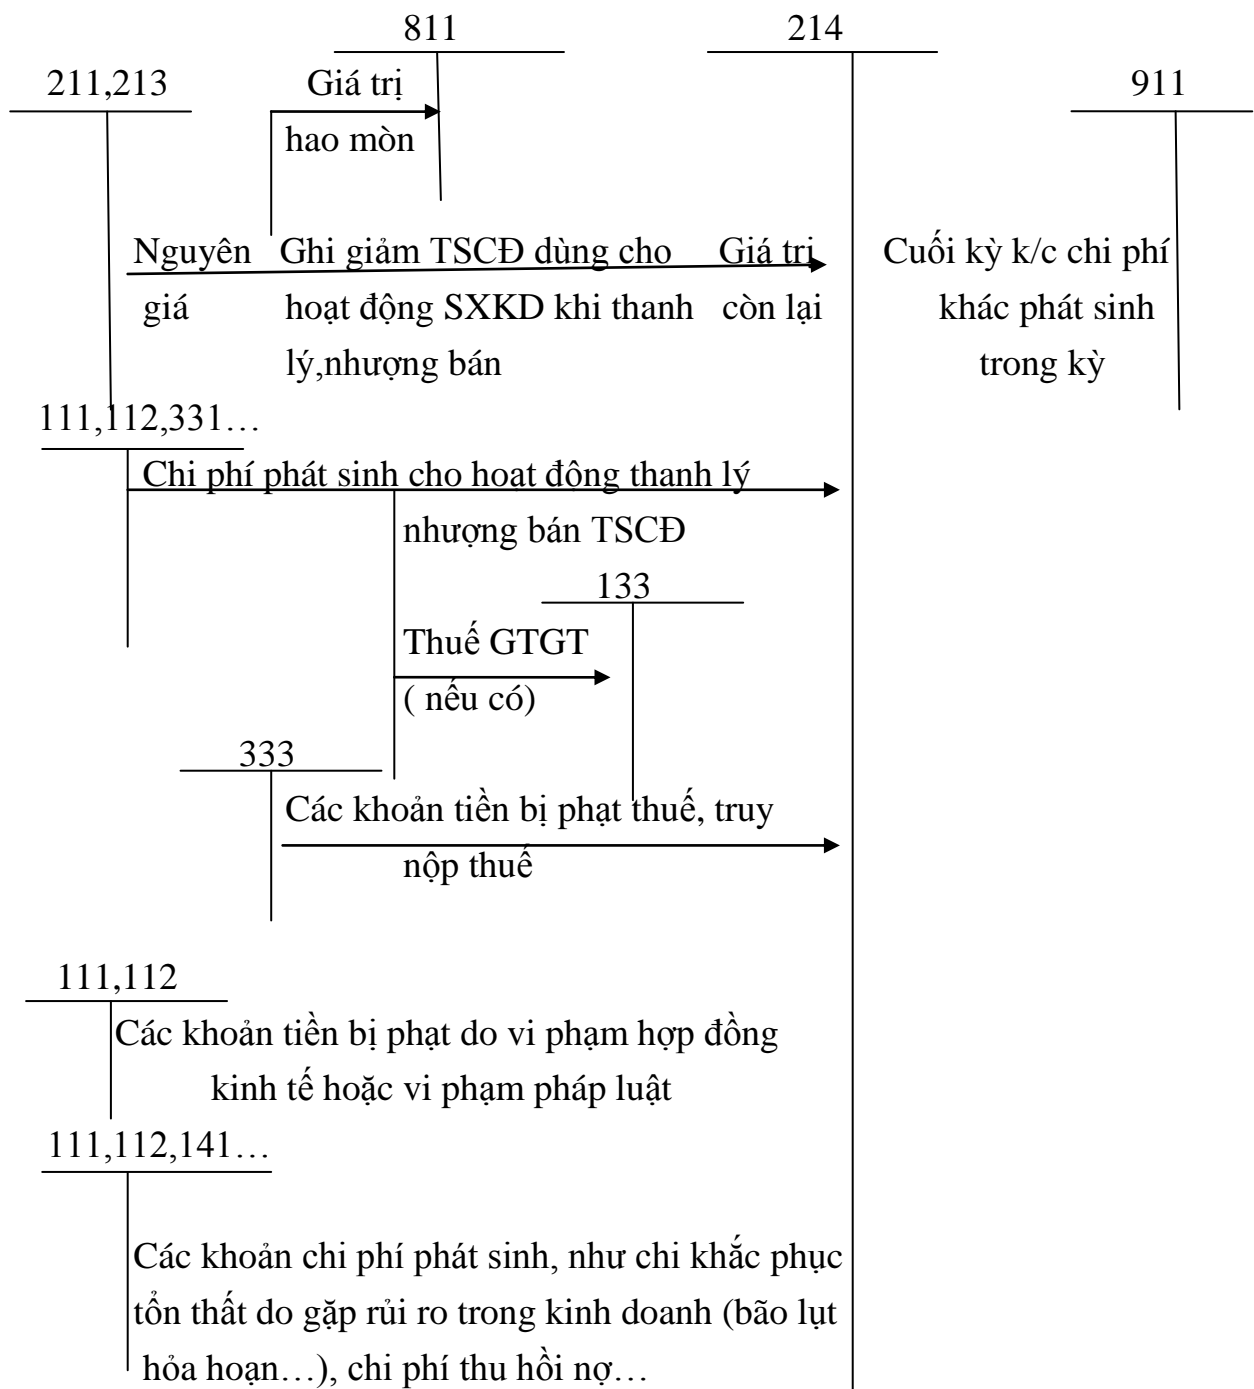 811
214
211,213
Giá trị
911
hao mòn
Nguyên
Ghi giảm TSCĐ dùng cho
Giá trị
Cuối kỳ k/c chi phí
giá
hoạt động SXKD khi thanh
còn lại
khác phát sinh
lý,nhượng bán
trong kỳ
111,112,331…
Chi phí phát sinh cho hoạt động thanh lý
nhượng bán TSCĐ
133
Thuế GTGT
( nếu có)
333
Các khoản tiền bị phạt thuế, truy
nộp thuế
111,112
Các khoản tiền bị phạt do vi phạm hợp đồng
kinh tế hoặc vi phạm pháp luật
111,112,141…
Các khoản chi phí phát sinh, như chi khắc phục
tổn thất do gặp rủi ro trong kinh doanh (bão lụt
hỏa hoạn…), chi phí thu hồi nợ…